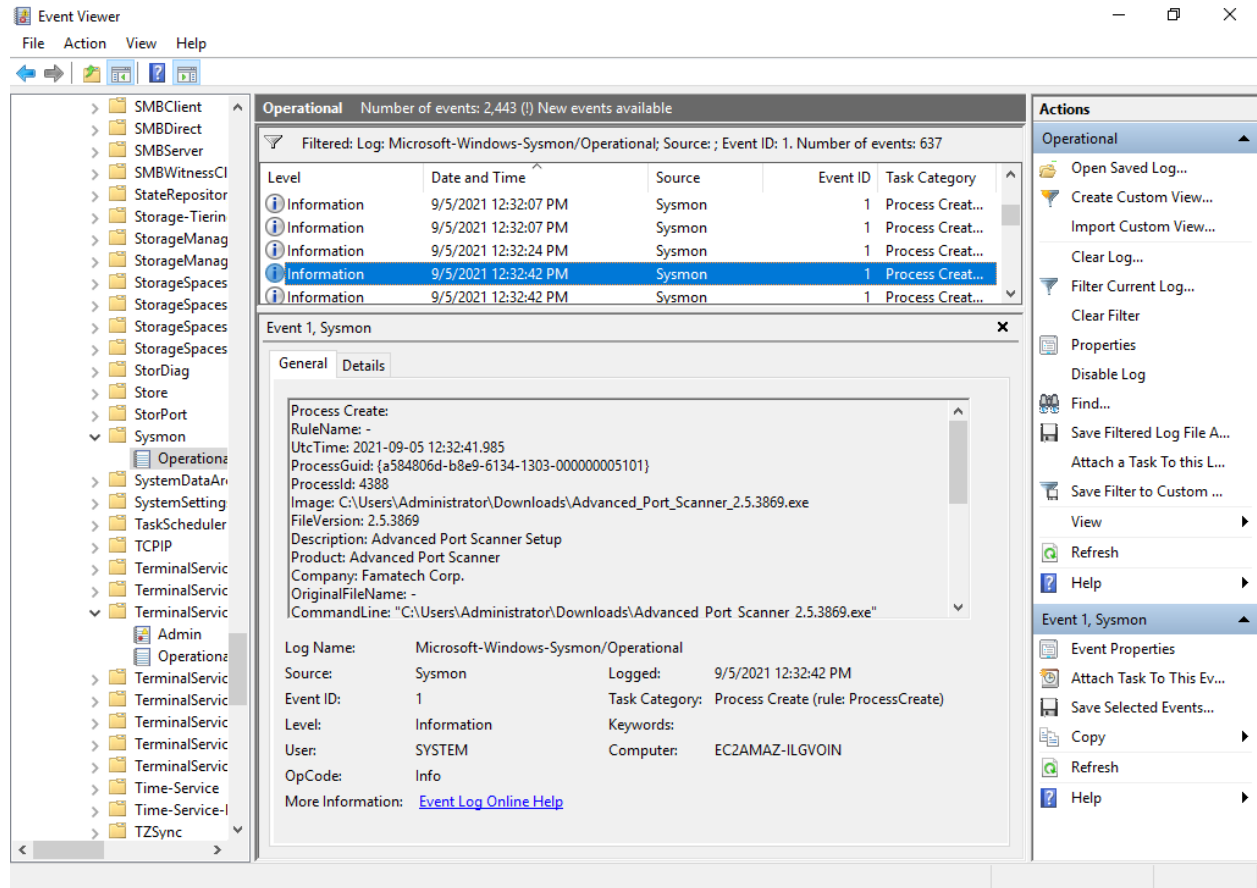 Event Viewer
File Action View Help
SMBClient
SMBDirect
SMBServer
SMBWitnessCl
StateRepositor
Storage-Tierin
StorageManag
StorageManag
StorageSpaces
StorageSpaces
StorageSpaces
StorageSpaces
StorDiag
Store
StorPort
Sysmon
Operationa
SystemDataAr
SystemSetting
TaskScheduler
TCPIP
TerminalServic
TerminalServic
TerminalServic
Admin
Operationa
TerminalServic
TerminalServic
TerminalServic
TerminalServic
TerminalServic
Time-Service
Time-Service-
TZSync
Operational Number of events: 2,443 (!) New events available
Filtered: Log: Microsoft-Windows-Sysmon/Operational; Source: ; Event ID: 1. Number of events: 637
Level Date and Time Source Event ID Task Category
Information 9/5/2021 12:32:07 PM Sysmon 1 Process Creat...
Information 9/5/2021 12:32:07 PM Sysmon 1 Process Creat...
Information 9/5/2021 12:32:24 PM Sysmon 1 Process Creat...
Information 9/5/2021 12:32:42 PM Sysmon 1 Process Creat...
Information 9/5/2021 12:32:42 PM Sysmon 1 Process Creat...
Event 1, Sysmon
General Details
Process Create:
RuleName: -
UtcTime: 2021-09-05 12:32:41.985
ProcessGuid: {a584806d-b8e9-6134-1303-000000005101}
ProcessId: 4388
Image: C:\Users\Administrator\Downloads\Advanced_Port_Scanner_2.5.3869.exe
FileVersion: 2.5.3869
Description: Advanced Port Scanner Setup
Product: Advanced Port Scanner
Company: Famatech Corp.
OriginalFileName: -
CommandLine: "C:\Users\Administrator\Downloads\Advanced_Port_Scanner_2.5.3869.exe"
Log Name: Microsoft-Windows-Sysmon/Operational
Source: Sysmon Logged: 9/5/2021 12:32:42 PM
Event ID: 1 Task Category: Process Create (rule: ProcessCreate)
Level: Information Keywords:
User: SYSTEM Computer: EC2AMAZ-ILGVOIN
OpCode: Info
More Information: Event Log Online Help
Actions
Operational
Open Saved Log...
Create Custom View...
Import Custom View...
Clear Log...
Filter Current Log...
Clear Filter
Properties
Disable Log
Find...
Save Filtered Log File A...
Attach a Task To this L...
Save Filter to Custom ...
View
Refresh
Help
Event 1, Sysmon
Event Properties
Attach Task To This Ev...
Save Selected Events...
Copy
Refresh
Help